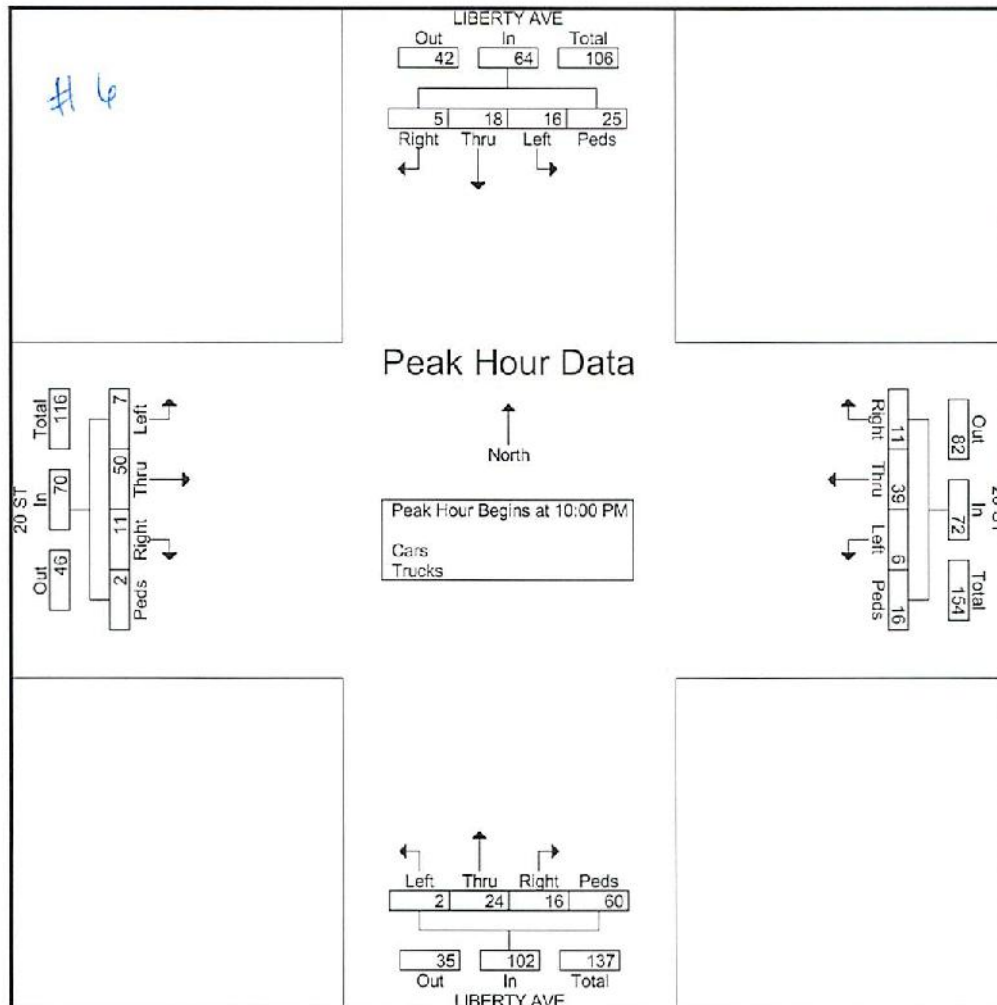 LIBERTY AVE
Out In Total
42 64 106
# 6
5 18 16 25
Right Thru Left Peds
Peak Hour Data
North
Peak Hour Begins at 10:00 PM
Cars
Trucks
20 ST
Total In Out
116 70 46
7 50 11 2
Left Thru Right Peds
Right Thru Left Peds
11 39 6 16
Out In Total
82 72 154
Left Thru Right Peds
2 24 16 60
35 102 137
Out In Total
LIBERTY AVE